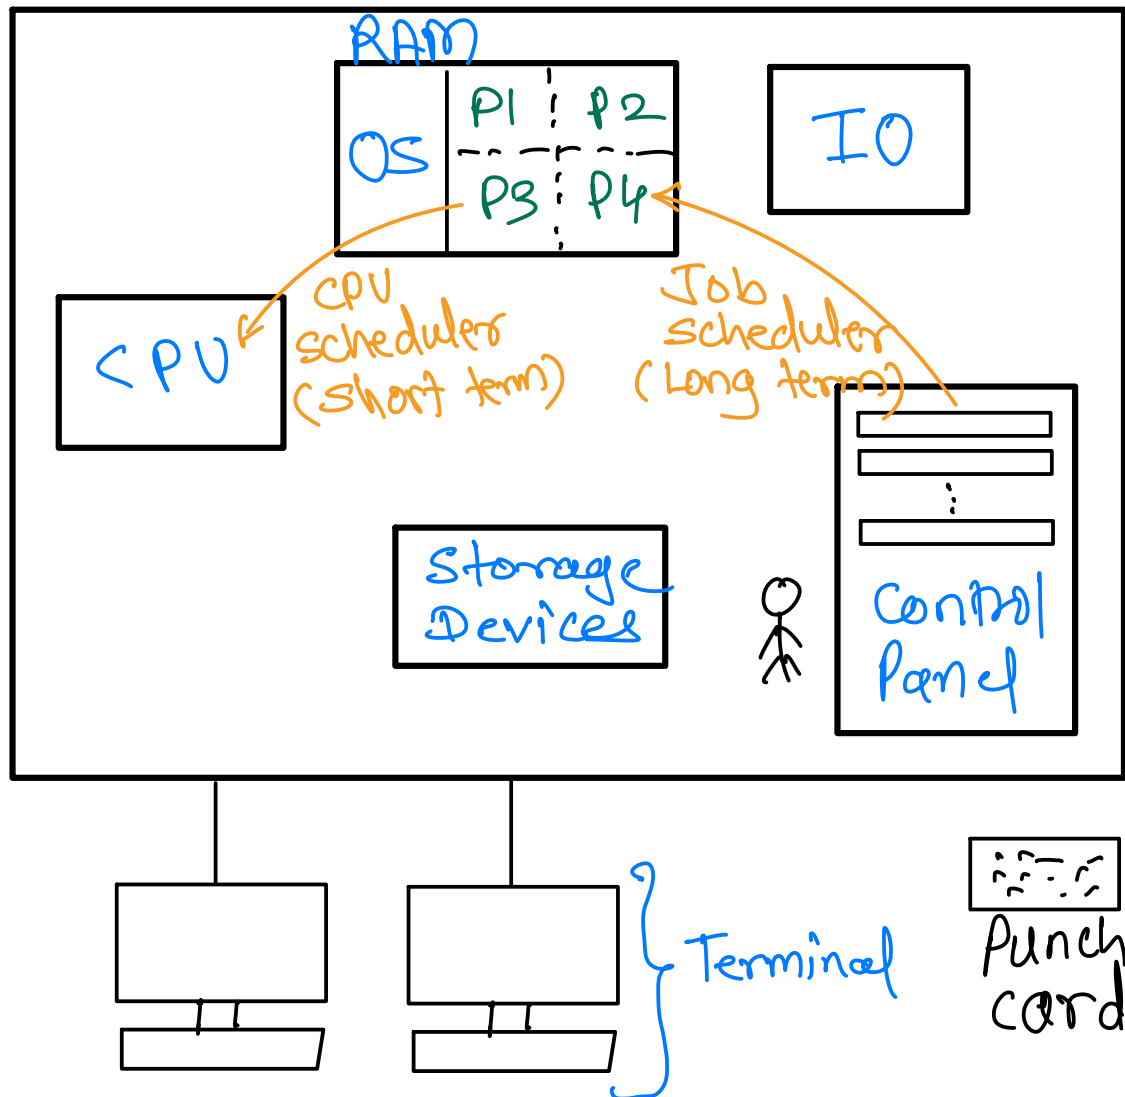 RAM
OS
P1
P2
P3
P4
IO
CPU
CPU
scheduler
(short term)
Job
scheduler
(Long term)
Storage
Devices
Control
Panel
Terminal
Punch
card